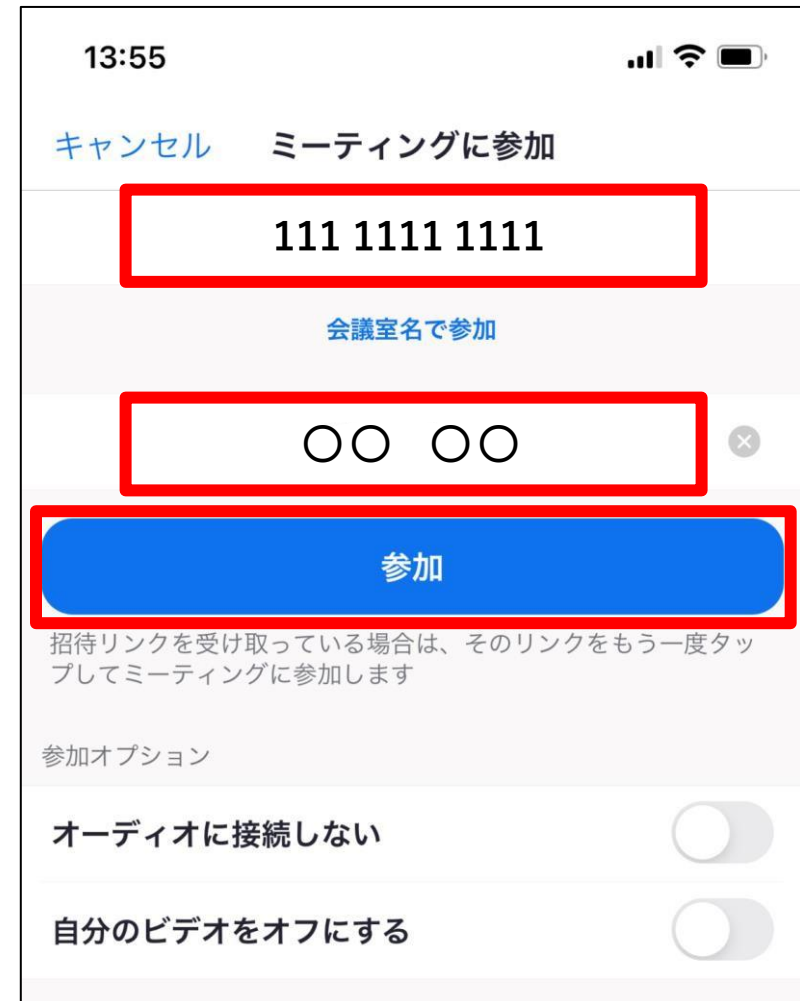 13:55
キャンセル ミーティングに参加
111 1111 1111
会議室名で参加
〇〇 〇〇
参加
招待リンクを受け取っている場合は、そのリンクをもう一度タッ
プしてミーティングに参加します
参加オプション
オーディオに接続しない
自分のビデオをオフにする